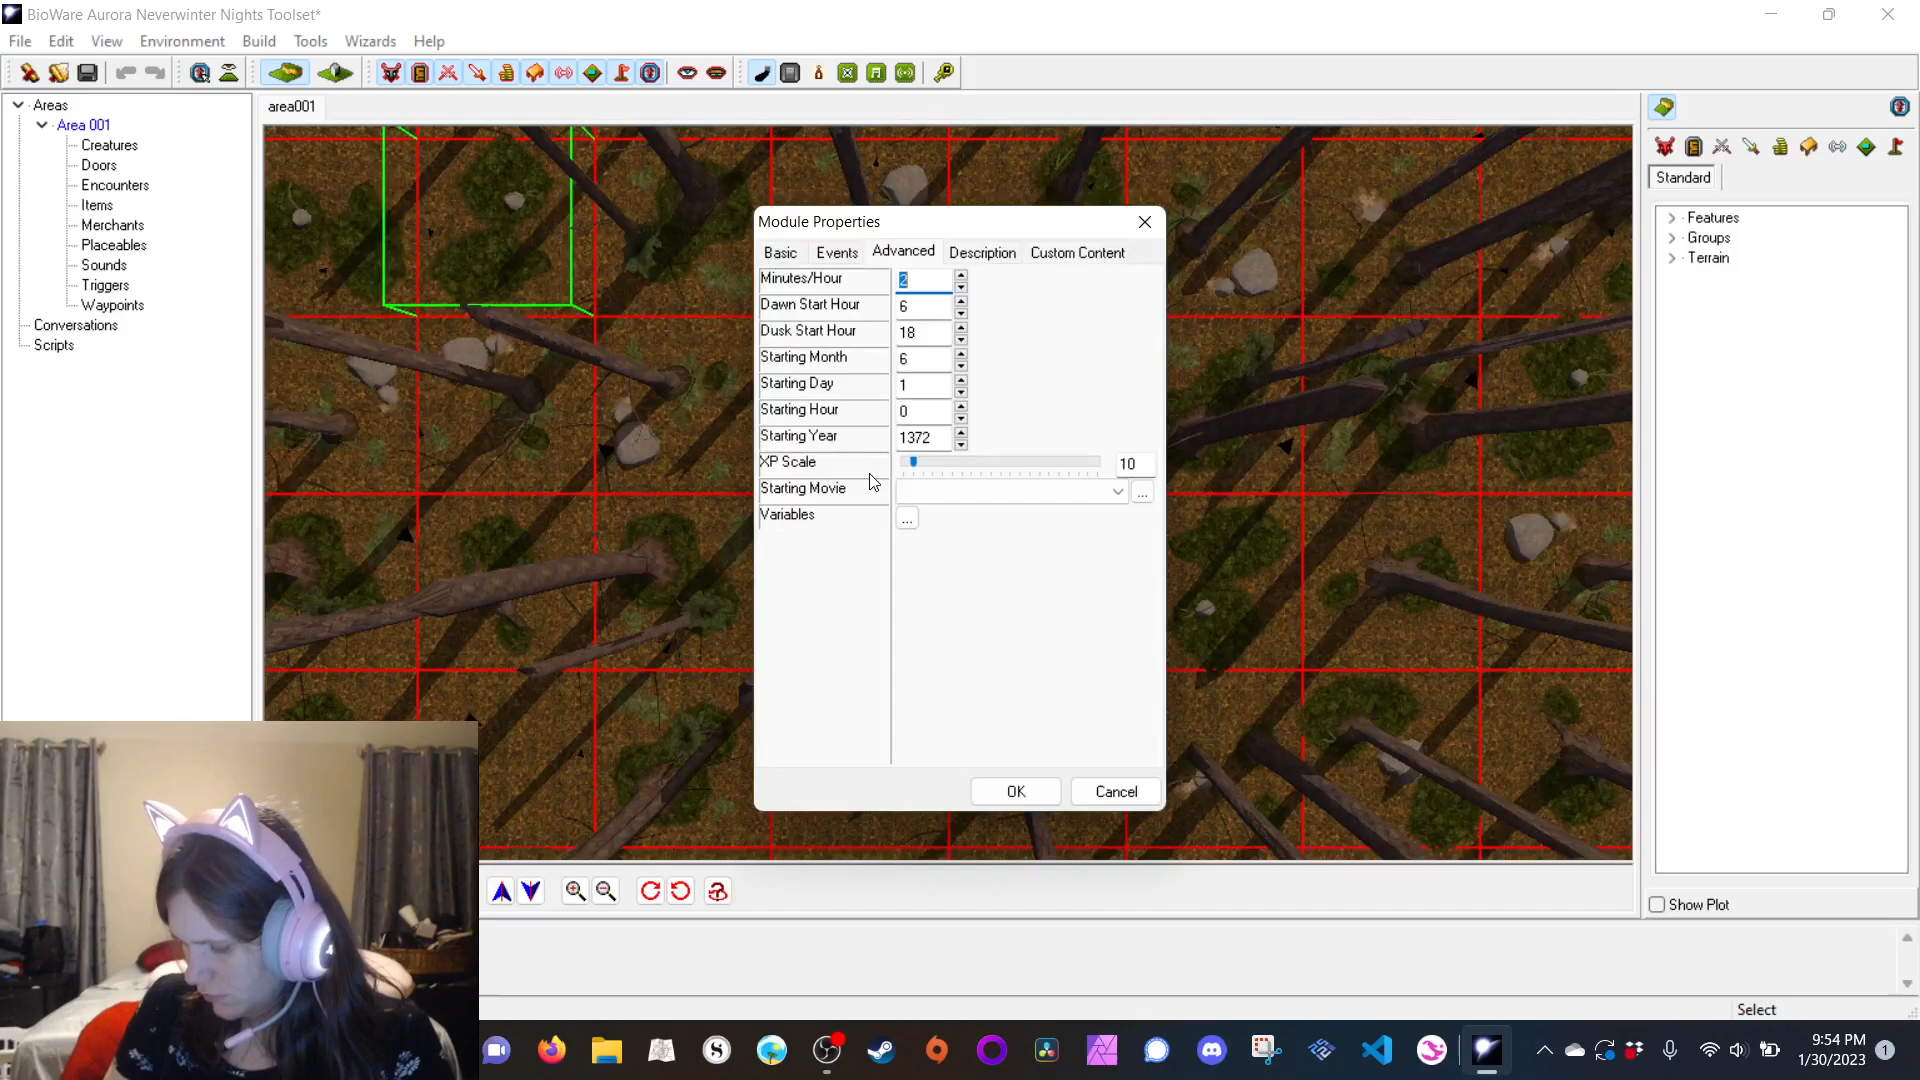 BioWare Aurora Neverwinter Nights Toolset*
File Edit View Environment Build Tools Wizards Help
Areas
Area 001
Creatures
Doors
Encounters
Items
Merchants
Placeables
Sounds
Triggers
Waypoints
Conversations
Scripts
area001
Module Properties
Basic Events Advanced Description Custom Content
Minutes/Hour 2
Dawn Start Hour 6
Dusk Start Hour 18
Starting Month 6
Starting Day 1
Starting Hour 0
Starting Year 1372
XP Scale 10
Starting Movie ...
Variables ...
OK Cancel
Standard
Features
Groups
Terrain
Show Plot
Select
9:54 PM
1/30/2023
1